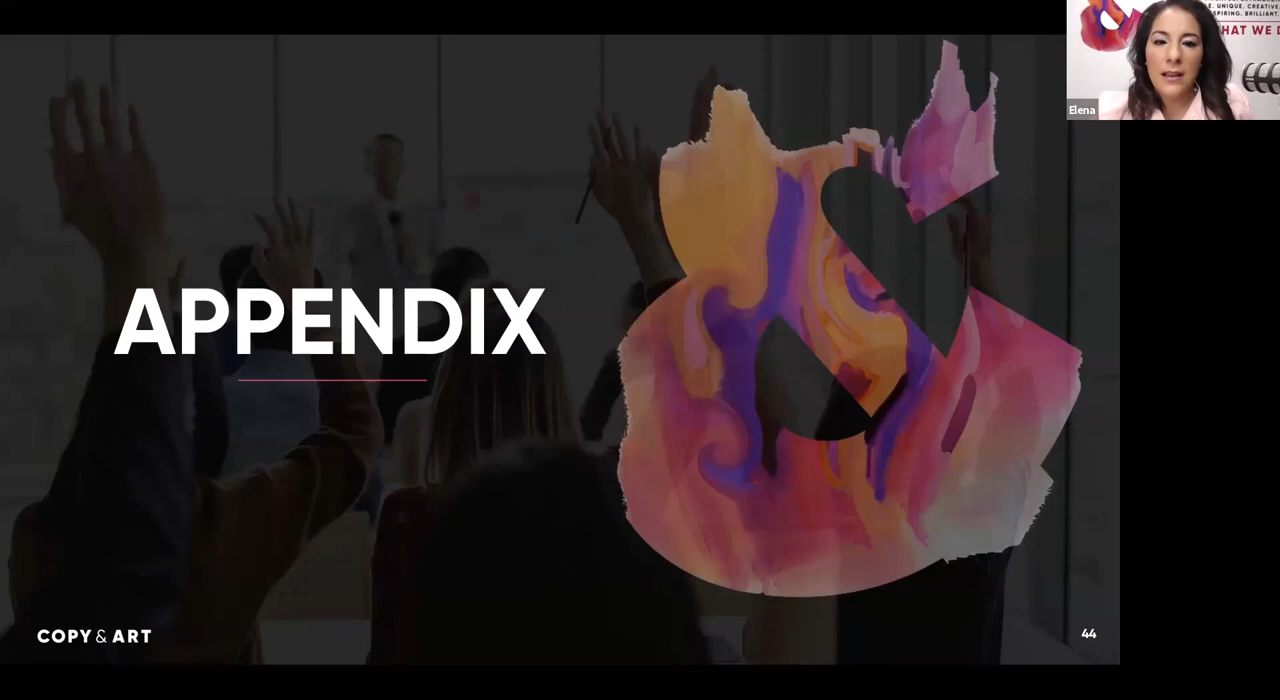 E. UNIQUE. CREATIVE.
SPIRING. BRILLIANT.
HAT WE D
Elena
APPENDIX
COPY & ART
44